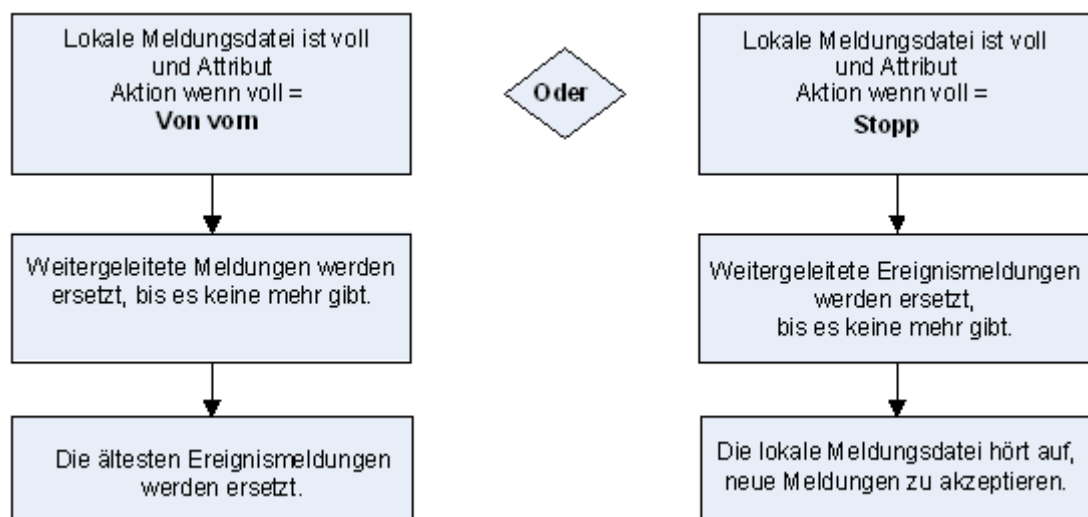 Lokale Meldungsdatei ist voll
und Attribut
Aktion wenn voll =
Von vorn
Weitergeleitete Meldungen werden
ersetzt, bis es keine mehr gibt.
Die ältesten Ereignismeldungen
werden ersetzt.
Oder
Lokale Meldungsdatei ist voll
und Attribut
Aktion wenn voll =
Stopp
Weitergeleitete Ereignismeldungen
werden ersetzt,
bis es keine mehr gibt.
Die lokale Meldungsdatei hört auf,
neue Meldungen zu akzeptieren.